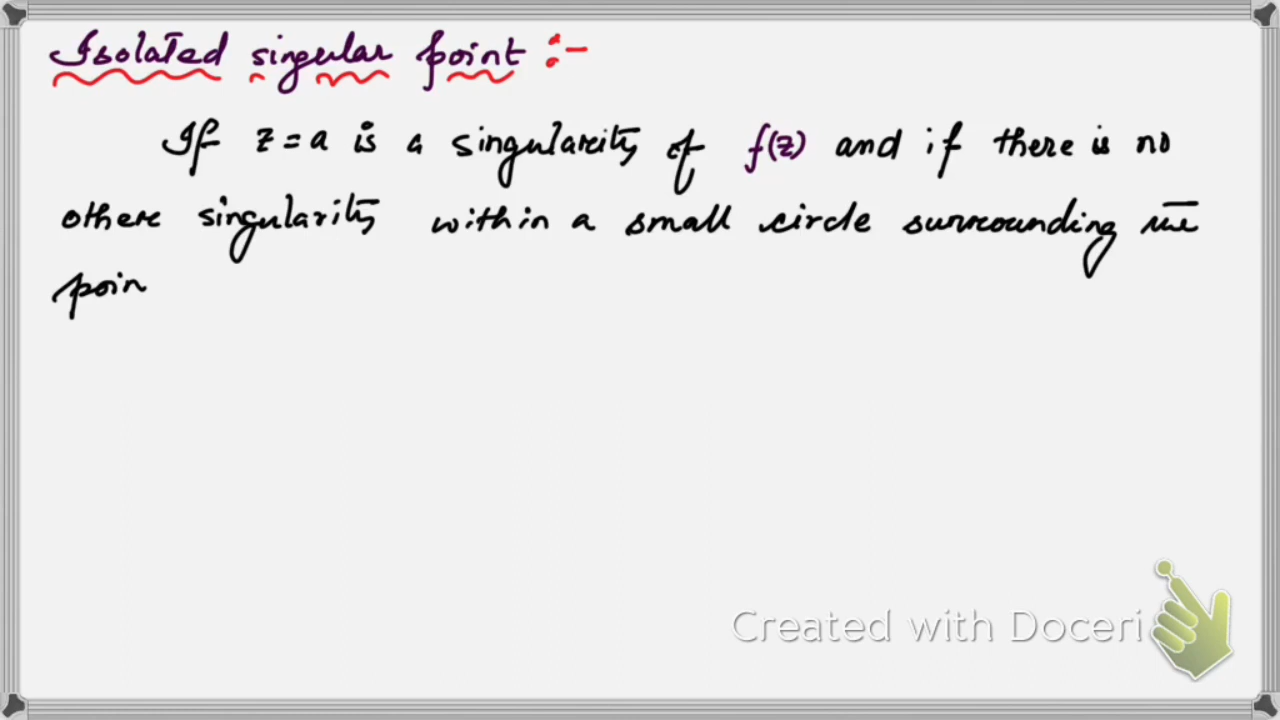 Isolated singular point :-
If z = a is a singularity of f(z) and if there is no
othere singularity within a small circle surrounding the
poin
Created with Doceri